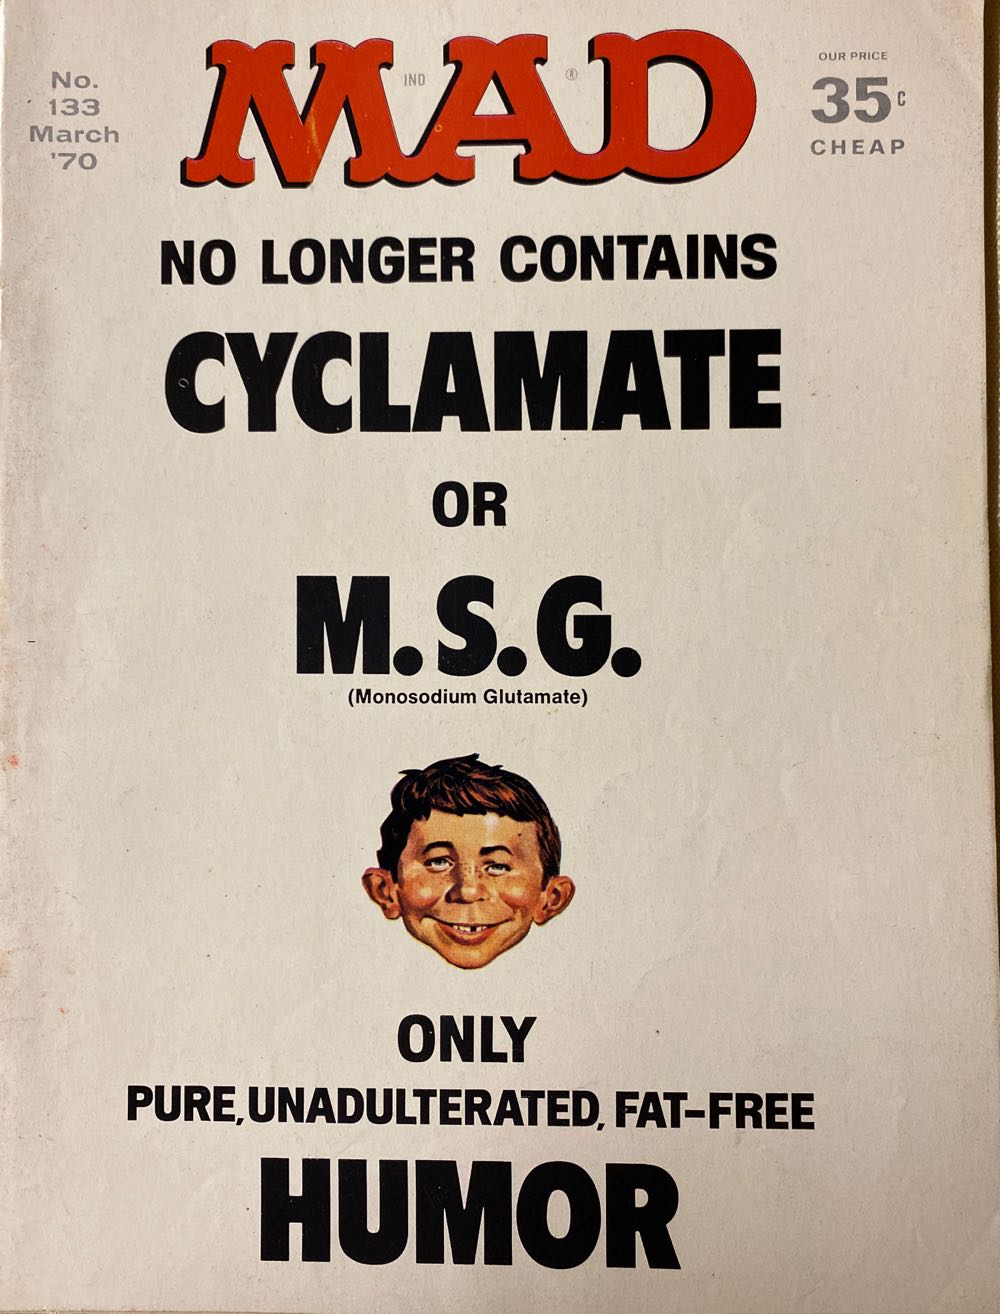 No.
133
March
'70
MAD
IND
®
OUR PRICE
35c
CHEAP
NO LONGER CONTAINS
CYCLAMATE
OR
M.S.G.
(Monosodium Glutamate)
ONLY
PURE, UNADULTERATED, FAT-FREE
HUMOR